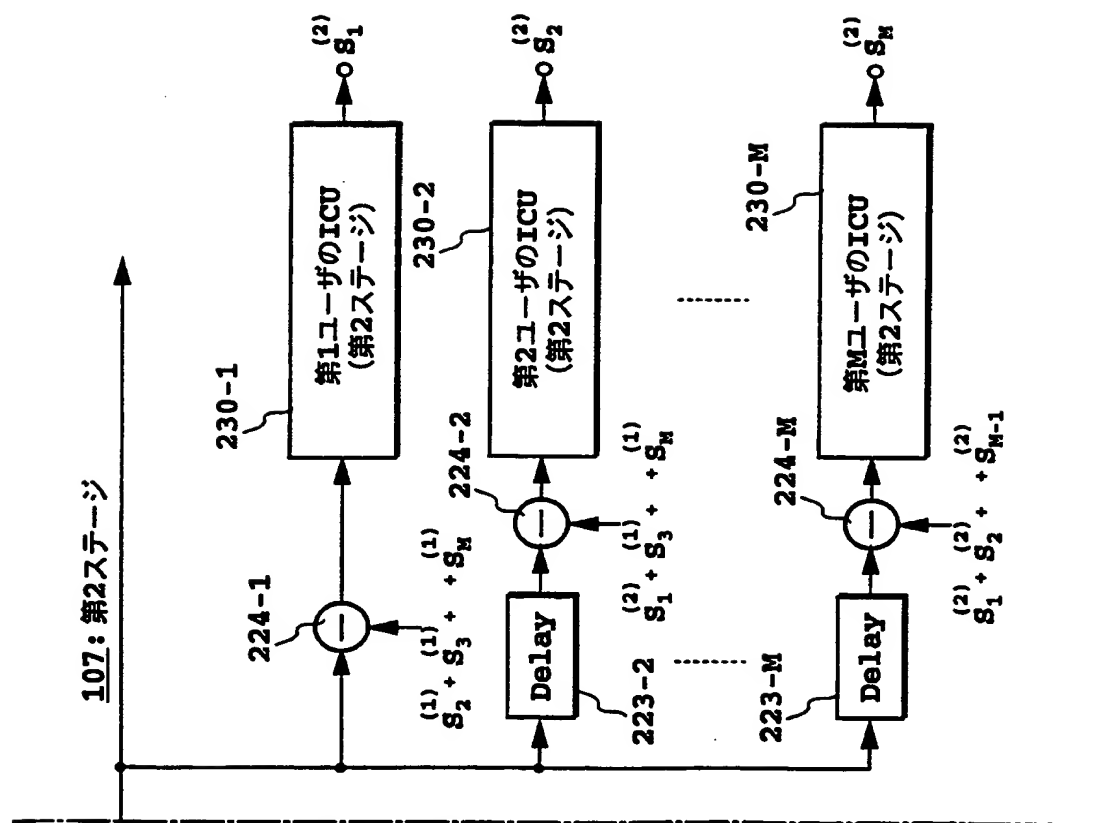 107:第2ステージ
224-1
S₂⁽¹⁾+S₃⁽¹⁾+ +S_M⁽¹⁾
230-1
第1ユーザのICU
(第2ステージ)
S₁⁽²⁾
Delay
223-2
224-2
S₁⁽²⁾+S₃⁽¹⁾+ +S_M⁽¹⁾
230-2
第2ユーザのICU
(第2ステージ)
S₂⁽²⁾
Delay
223-M
224-M
S₁⁽²⁾+S₂⁽²⁾+ +S_{M-1}⁽²⁾
230-M
第MユーザのICU
(第2ステージ)
S_M⁽²⁾